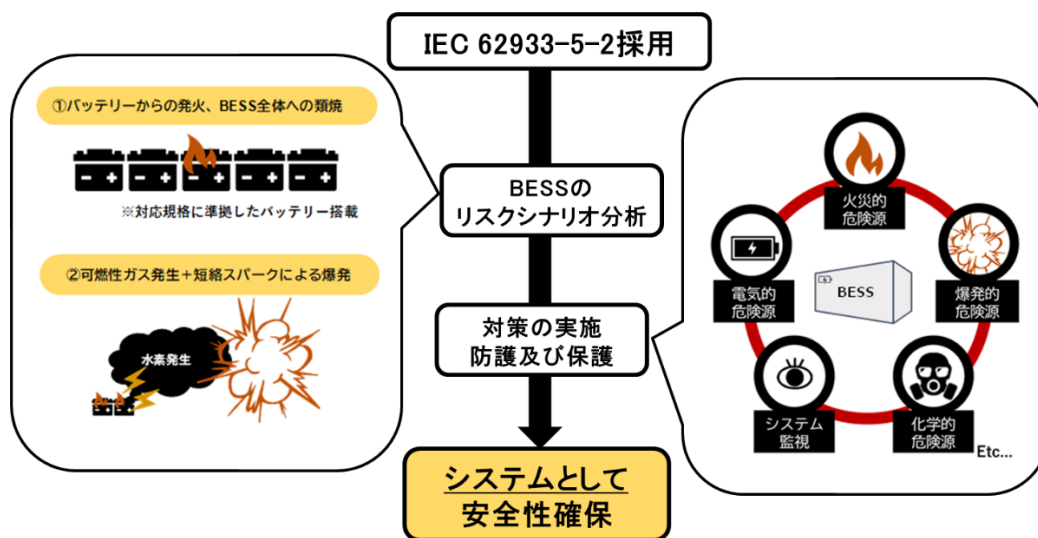 IEC 62933-5-2採用
①バッテリーからの発火、BESS全体への類焼
※対応規格に準拠したバッテリー搭載
②可燃性ガス発生+短絡スパークによる爆発
水素発生
BESSの
リスクシナリオ分析
対策の実施
防護及び保護
システムとして
安全性確保
火災的
危険源
電気的
危険源
BESS
爆発的
危険源
システム
監視
化学的
危険源
Etc...